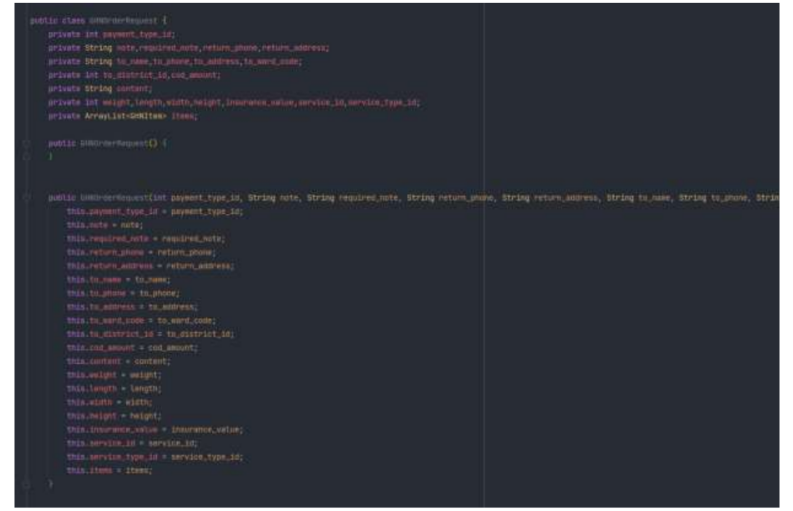 public class GHNOrderRequest {
private int payment_type_id;
private String note,required_note,return_phone,return_address;
private String to_name,to_phone,to_address,to_ward_code;
private int to_district_id,cod_amount;
private String content;
private int weight,length,width,height,insurance_value,service_id,service_type_id;
private ArrayList<GHNItem> items;
public GHNOrderRequest() {
}
public GHNOrderRequest(int payment_type_id, String note, String required_note, String return_phone, String return_address, String to_name, String to_phone, Strin
this.payment_type_id = payment_type_id;
this.note = note;
this.required_note = required_note;
this.return_phone = return_phone;
this.return_address = return_address;
this.to_name = to_name;
this.to_phone = to_phone;
this.to_address = to_address;
this.to_ward_code = to_ward_code;
this.to_district_id = to_district_id;
this.cod_amount = cod_amount;
this.content = content;
this.weight = weight;
this.length = length;
this.width = width;
this.height = height;
this.insurance_value = insurance_value;
this.service_id = service_id;
this.service_type_id = service_type_id;
this.items = items;
}